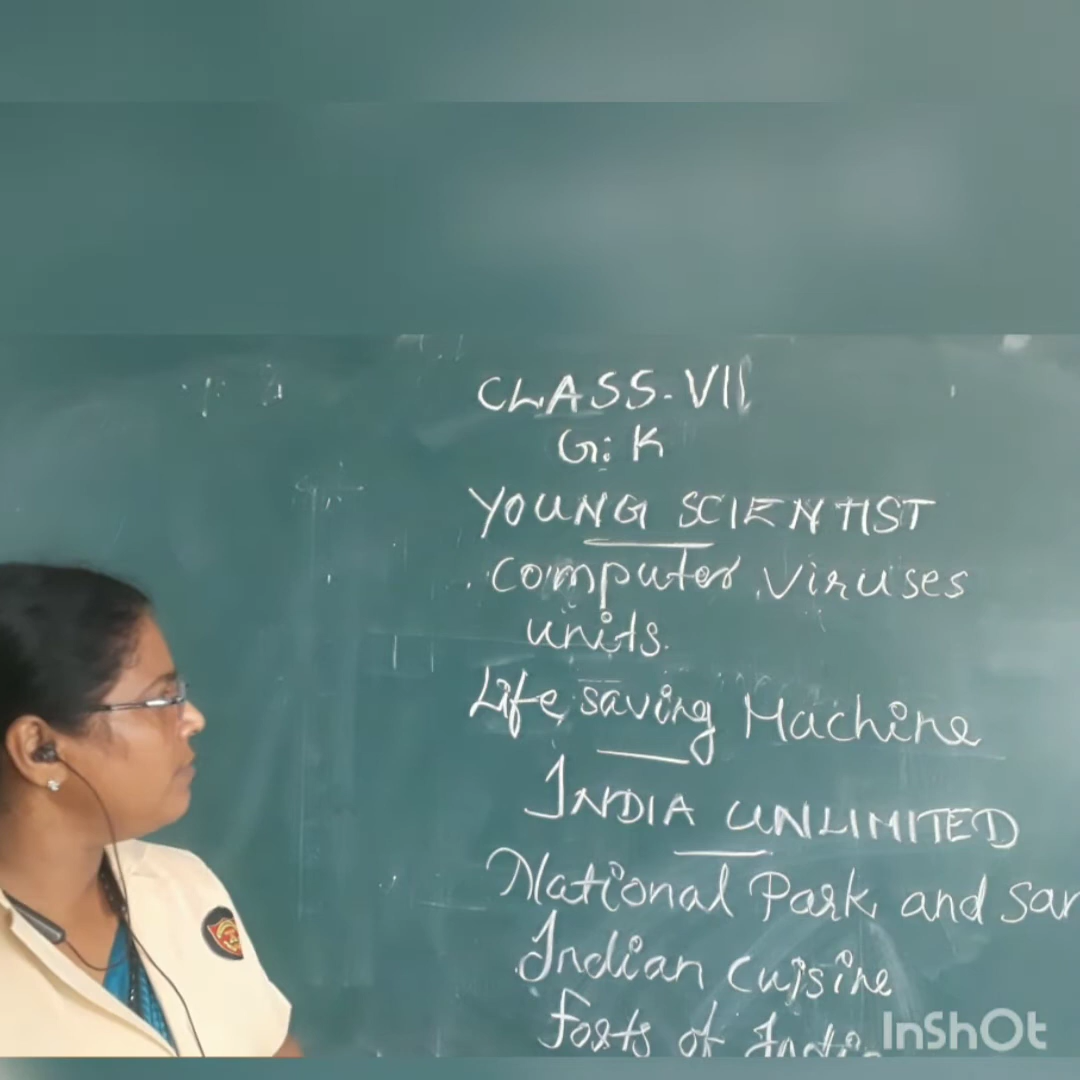 CLASS-VII
G.K
YOUNG SCIENTIST
Computer Viruses
units.
Life saving Machine
INDIA UNLIMITED
National Park and
Indian Cuisine
Forts of
InShOt